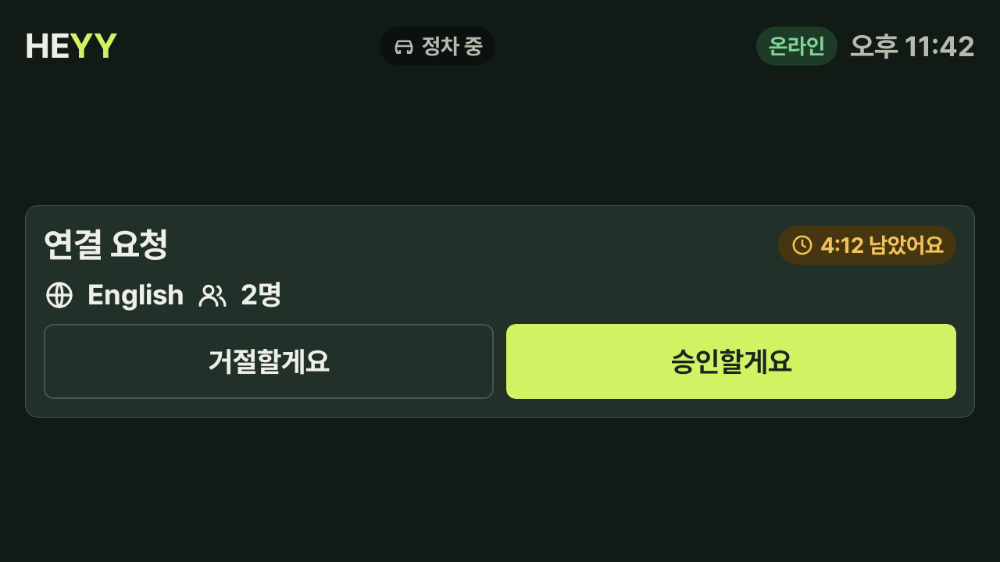 HEYY
정차 중
온라인 오후 11:42
연결 요청
4:12 남았어요
English 2명
거절할게요
승인할게요